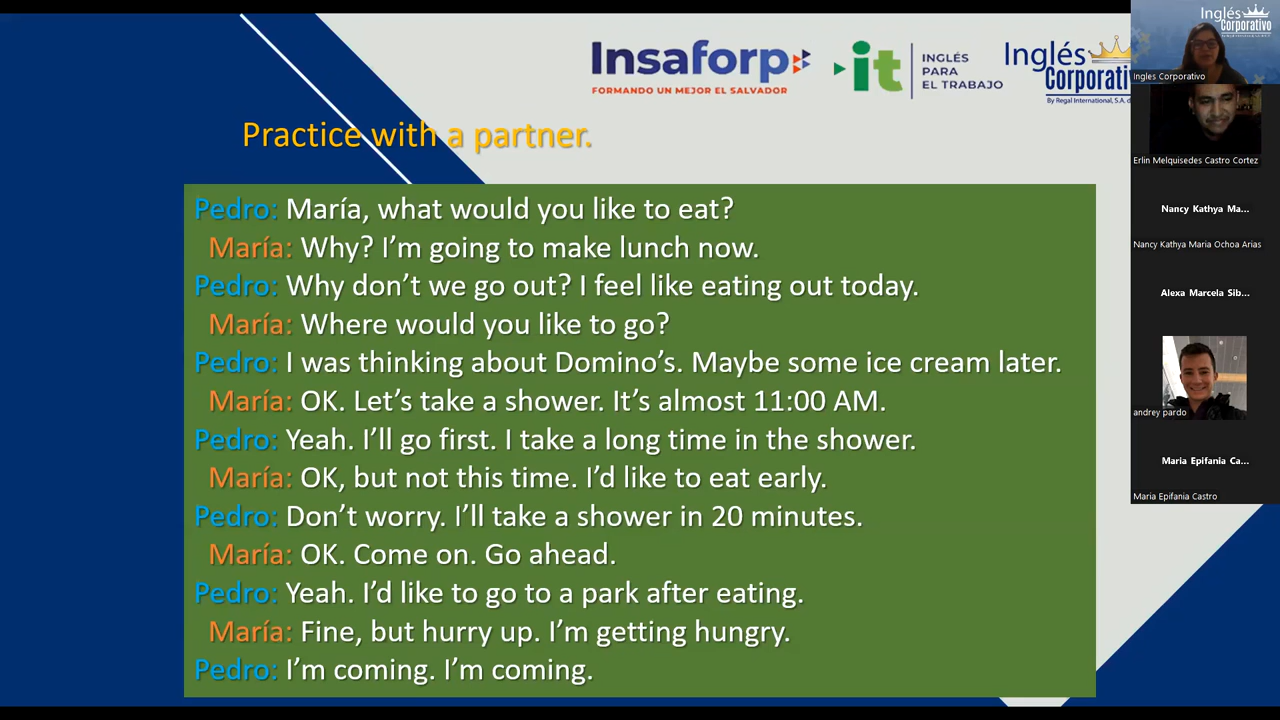 Insaforp
FORMANDO UN MEJOR EL SALVADOR
it
INGLÉS
PARA
EL TRABAJO
Inglés
Corporati
By Regal International, S.A. d
Practice with a partner.
Pedro: María, what would you like to eat?
María: Why? I’m going to make lunch now.
Pedro: Why don’t we go out? I feel like eating out today.
María: Where would you like to go?
Pedro: I was thinking about Domino’s. Maybe some ice cream later.
María: OK. Let’s take a shower. It’s almost 11:00 AM.
Pedro: Yeah. I’ll go first. I take a long time in the shower.
María: OK, but not this time. I’d like to eat early.
Pedro: Don’t worry. I’ll take a shower in 20 minutes.
María: OK. Come on. Go ahead.
Pedro: Yeah. I’d like to go to a park after eating.
María: Fine, but hurry up. I’m getting hungry.
Pedro: I’m coming. I’m coming.
Inglés
Corporativo
Ingles Corporativo
Erlin Melquisedes Castro Cortez
Nancy Kathya Ma...
Nancy Kathya Maria Ochoa Arias
Alexa Marcela Sib...
andrey pardo
Maria Epifania Ca...
Maria Epifania Castro